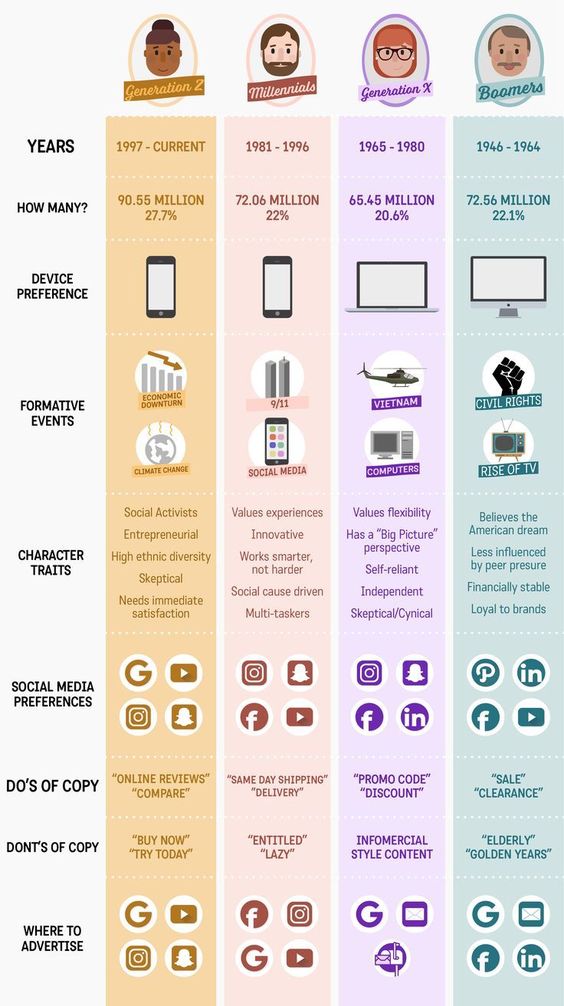 Generation Z
Millennials
Generation X
Boomers
YEARS
1997 - CURRENT
1981 - 1996
1965 - 1980
1946 - 1964
HOW MANY?
90.55 MILLION
27.7%
72.06 MILLION
22%
65.45 MILLION
20.6%
72.56 MILLION
22.1%
DEVICE
PREFERENCE
FORMATIVE
EVENTS
ECONOMIC
DOWNTURN
CLIMATE CHANGE
9/11
SOCIAL MEDIA
VIETNAM
COMPUTERS
CIVIL RIGHTS
RISE OF TV
CHARACTER
TRAITS
Social Activists
Entrepreneurial
High ethnic diversity
Skeptical
Needs immediate
satisfaction
Values experiences
Innovative
Works smarter,
not harder
Social cause driven
Multi-taskers
Values flexibility
Has a "Big Picture"
perspective
Self-reliant
Independent
Skeptical/Cynical
Believes the
American dream
Less influenced
by peer presure
Financially stable
Loyal to brands
SOCIAL MEDIA
PREFERENCES
DO'S OF COPY
"ONLINE REVIEWS"
"COMPARE"
"SAME DAY SHIPPING"
"DELIVERY"
"PROMO CODE"
"DISCOUNT"
"SALE"
"CLEARANCE"
DONT'S OF COPY
"BUY NOW"
"TRY TODAY"
"ENTITLED"
"LAZY"
INFOMERCIAL
STYLE CONTENT
"ELDERLY"
"GOLDEN YEARS"
WHERE TO
ADVERTISE